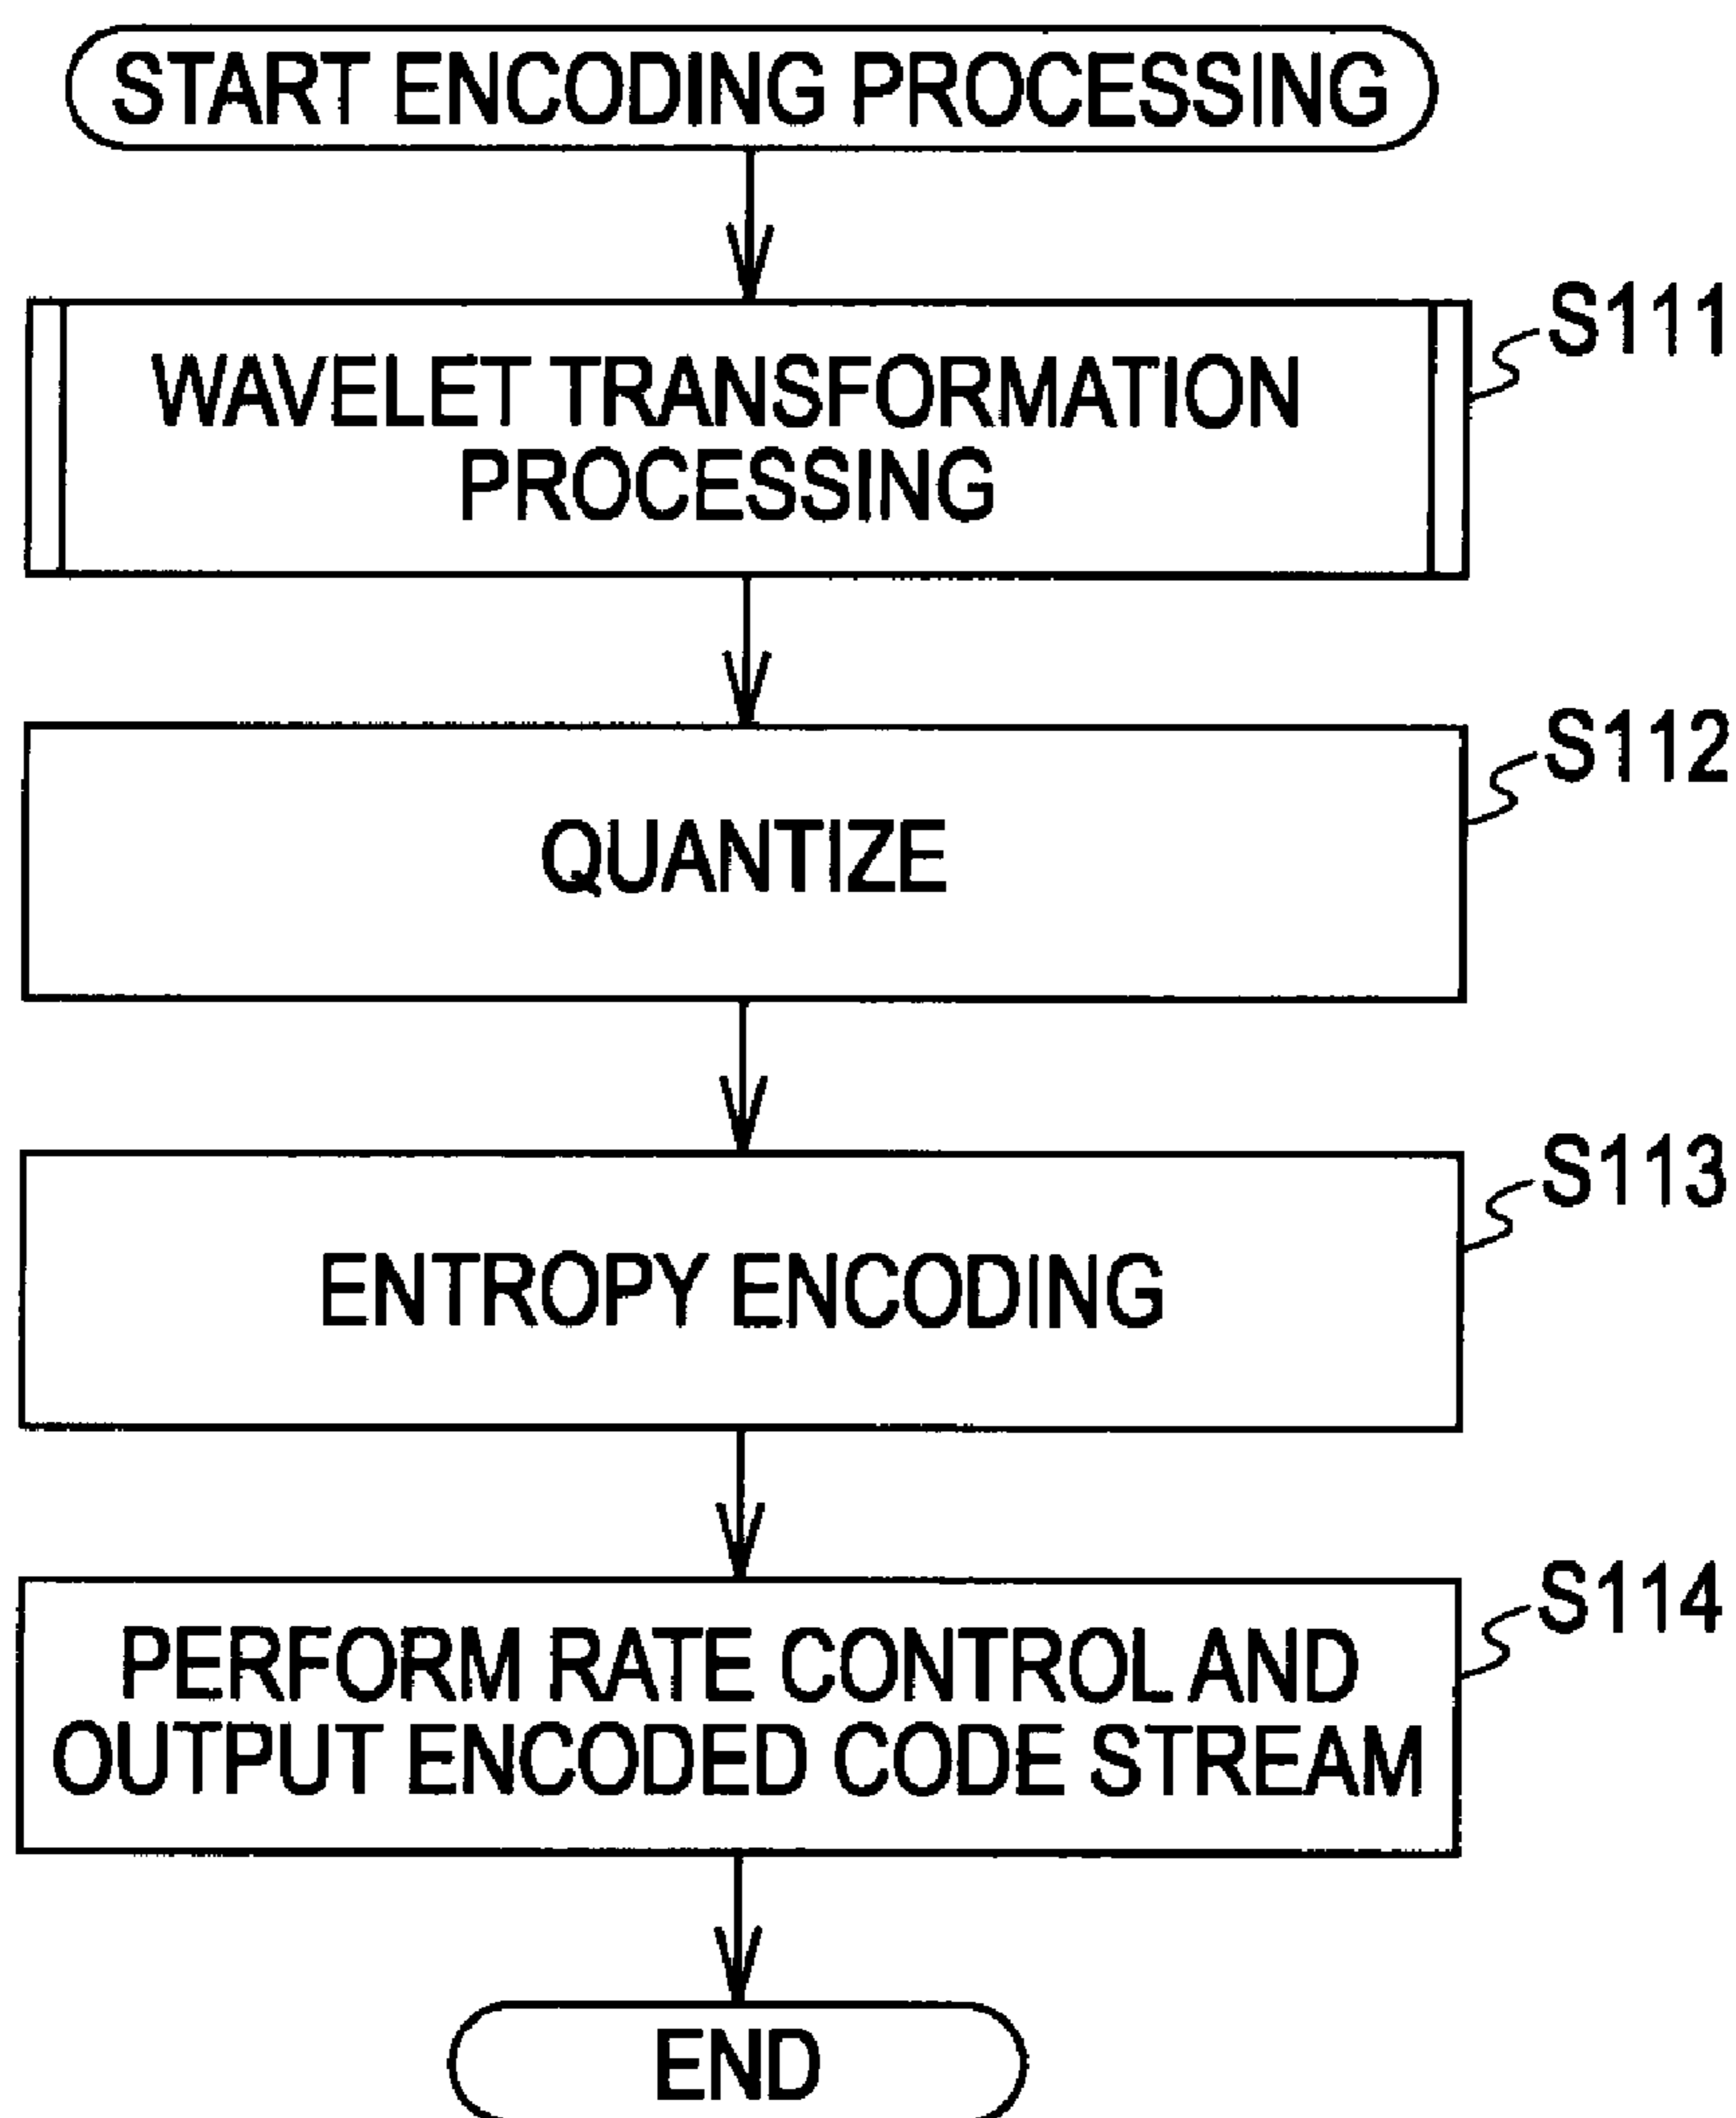 START ENCODING PROCESSING
S111
WAVELET TRANSFORMATION
PROCESSING
S112
QUANTIZE
S113
ENTROPY ENCODING
S114
PERFORM RATE CONTROL AND
OUTPUT ENCODED CODE STREAM
END